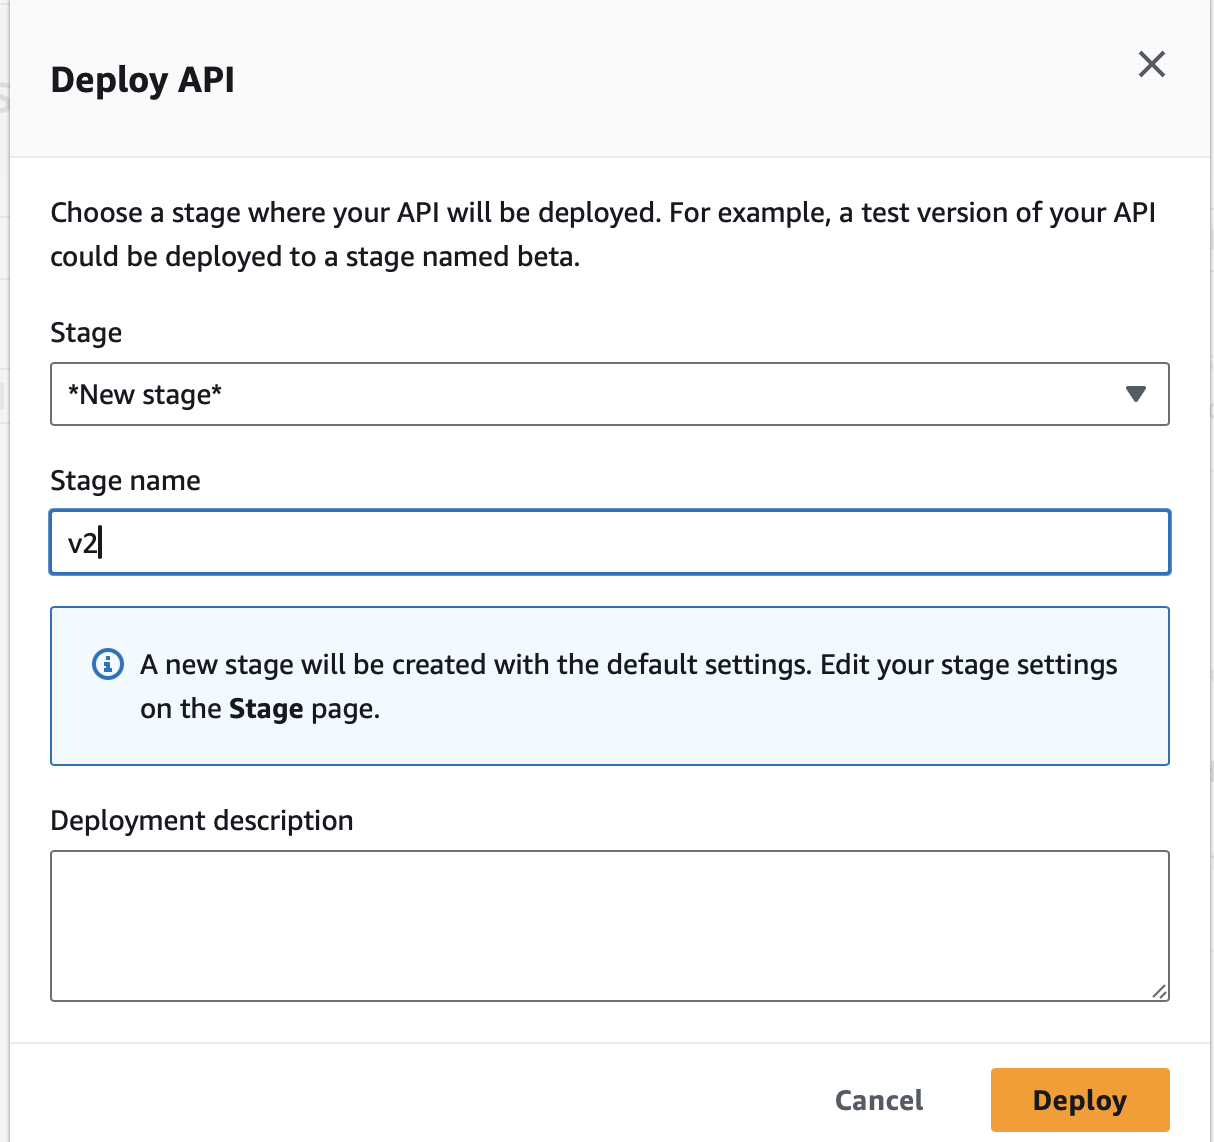 Deploy API
Choose a stage where your API will be deployed. For example, a test version of your API
could be deployed to a stage named beta.
Stage
*New stage*
Stage name
v2
A new stage will be created with the default settings. Edit your stage settings
on the Stage page.
Deployment description
Cancel
Deploy